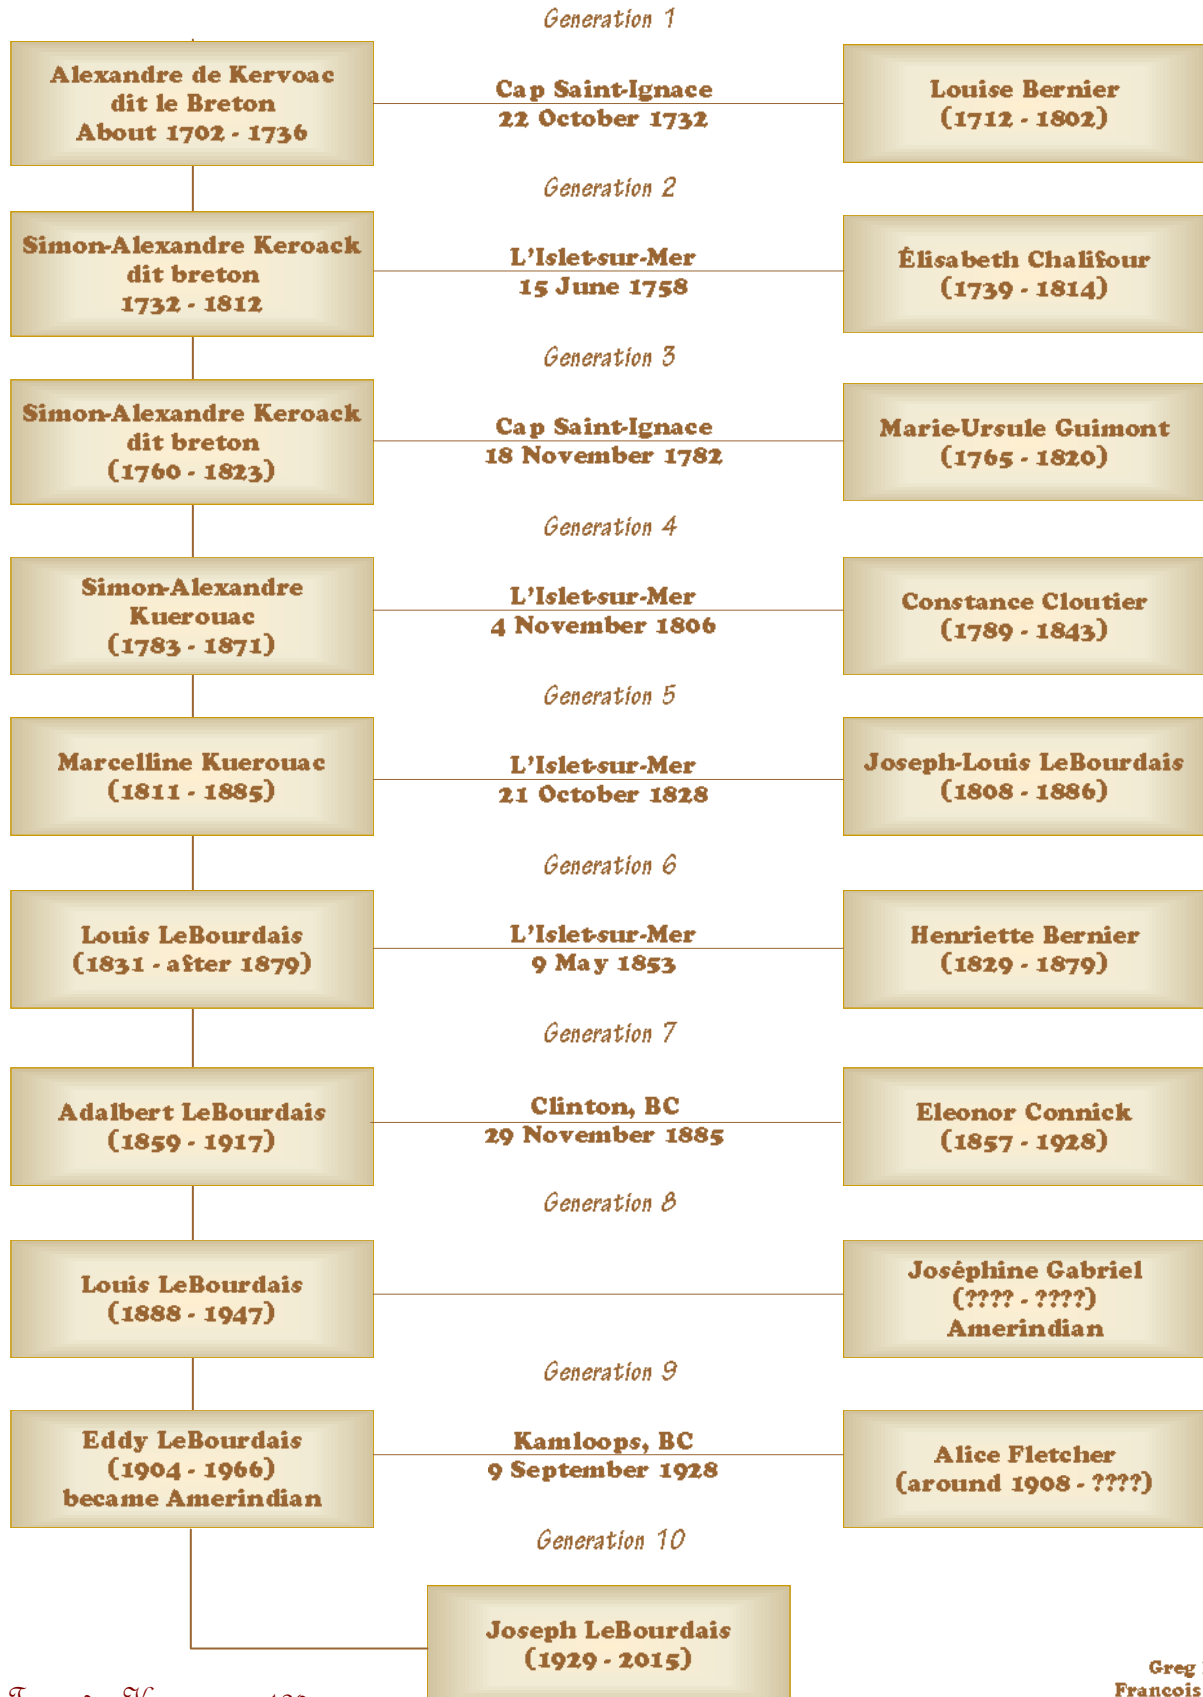 Generation 1
Alexandre de Kervoac
dit le Breton
About 1702 - 1736
Cap Saint-Ignace
22 October 1732
Louise Bernier
(1712 - 1802)
Generation 2
Simon-Alexandre Keroack
dit breton
1732 - 1812
L'Islet-sur-Mer
15 June 1758
Élisabeth Chalifour
(1739 - 1814)
Generation 3
Simon-Alexandre Keroack
dit breton
(1760 - 1823)
Cap Saint-Ignace
18 November 1782
Marie-Ursule Guimont
(1765 - 1820)
Generation 4
Simon-Alexandre
Kuerouac
(1783 - 1871)
L'Islet-sur-Mer
4 November 1806
Constance Cloutier
(1789 - 1843)
Generation 5
Marcelline Kuerouac
(1811 - 1885)
L'Islet-sur-Mer
21 October 1828
Joseph-Louis LeBourdais
(1808 - 1886)
Generation 6
Louis LeBourdais
(1831 - after 1879)
L'Islet-sur-Mer
9 May 1853
Henriette Bernier
(1829 - 1879)
Generation 7
Adalbert LeBourdais
(1859 - 1917)
Clinton, BC
29 November 1885
Eleonor Connick
(1857 - 1928)
Generation 8
Louis LeBourdais
(1888 - 1947)
Joséphine Gabriel
(???? - ????)
Amerindian
Generation 9
Eddy LeBourdais
(1904 - 1966)
became Amerindian
Kamloops, BC
9 September 1928
Alice Fletcher
(around 1908 - ????)
Generation 10
Joseph LeBourdais
(1929 - 2015)
Greg
Francois